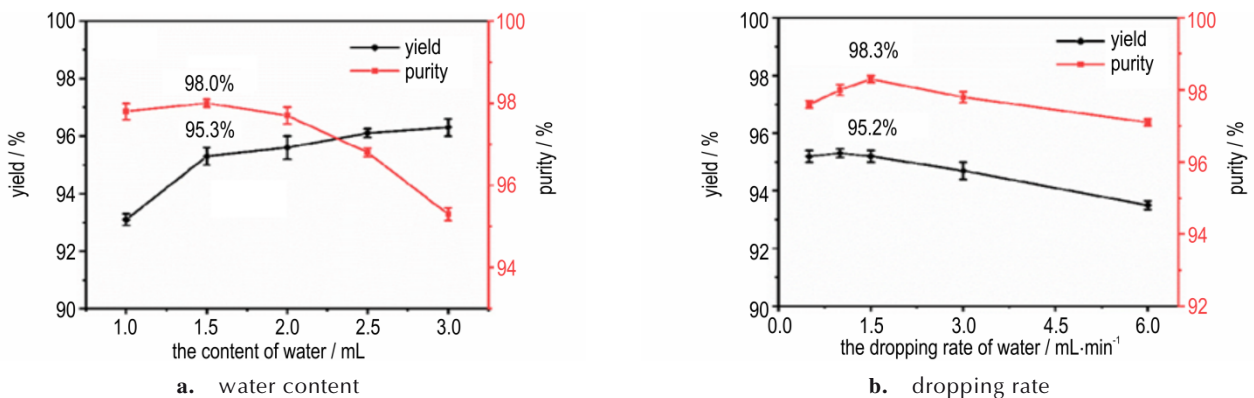 100
98
96
94
92
90
yield / %
98.0%
95.3%
yield
purity
100
98
96
94
purity / %
1.0 1.5 2.0 2.5 3.0
the content of water / mL
a. water content
100
98
96
94
92
90
yield / %
98.3%
95.2%
yield
purity
100
98
96
94
92
purity / %
0.0 1.5 3.0 4.5 6.0
the dropping rate of water / mL·min⁻¹
b. dropping rate